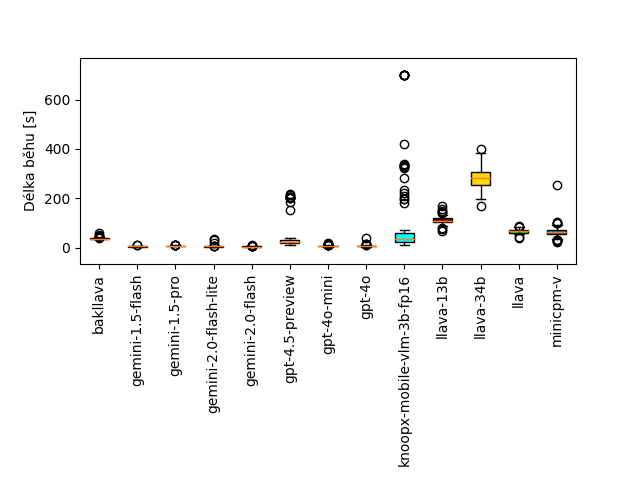 Délka běhu [s]
600
400
200
0
bakllava
gemini-1.5-flash
gemini-1.5-pro
gemini-2.0-flash-lite
gemini-2.0-flash
gpt-4.5-preview
gpt-4o-mini
gpt-4o
knoopx-mobile-vlm-3b-fp16
llava-13b
llava-34b
llava
minicpm-v